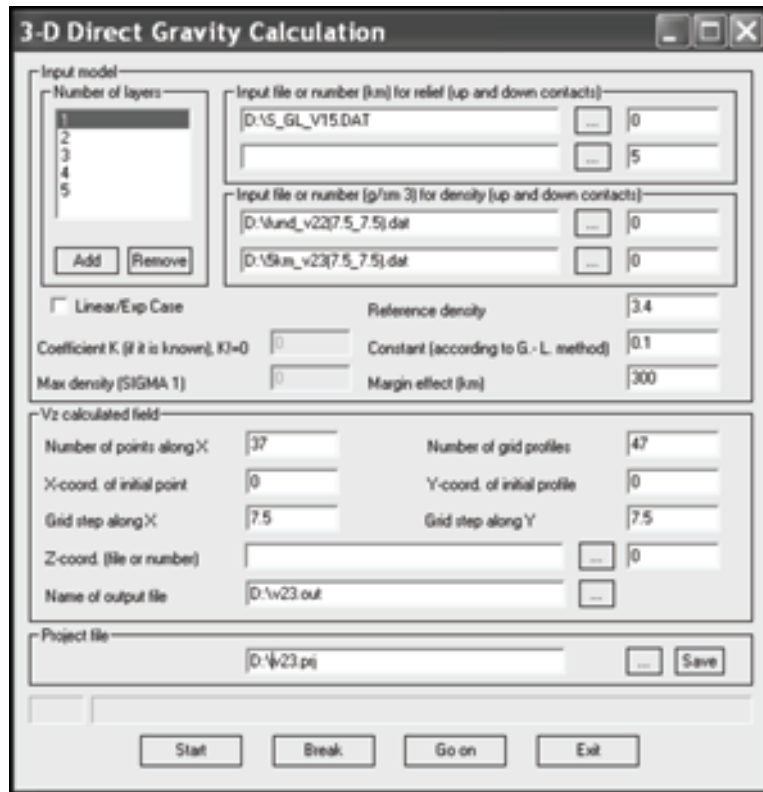 3-D Direct Gravity Calculation
Input model
Number of layers
1
2
3
4
5
Add Remove
Input file or number (km) for relief (up and down contacts)
D:\S_GL_V15.DAT ... 0
... 5
Input file or number (g/sm 3) for density (up and down contacts)
D:\fund_v22(7.5_7.5).dat ... 0
D:\5km_v23(7.5_7.5).dat ... 0
Linear/Exp Case
Reference density 3.4
Coefficient K (if it is known), K!=0 0
Constant (according to G.- L. method) 0.1
Max density (SIGMA 1) 0
Margin effect (km) 300
Vz calculated field
Number of points along X 37
Number of grid profiles 47
X-coord. of initial point 0
Y-coord. of initial profile 0
Grid step along X 7.5
Grid step along Y 7.5
Z-coord. (file or number) ... 0
Name of output file D:\v23.out ...
Project file
D:\v23.prj ... Save
Start Break Go on Exit